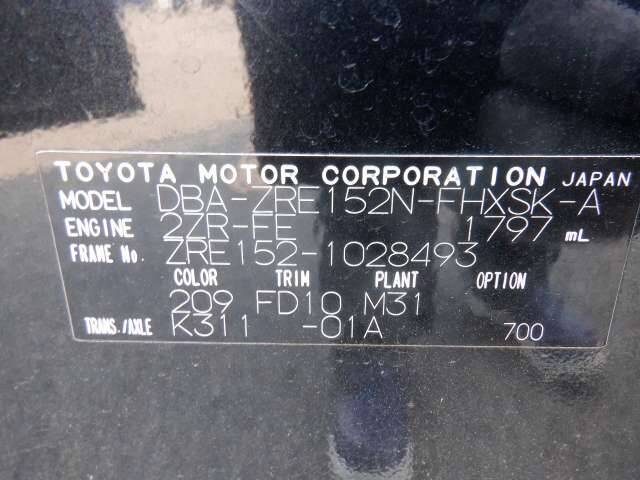 TOYOTA MOTOR CORPORATION JAPAN
MODEL DBA-ZRE152N-FHXSK-A
ENGINE 2ZR-FE 1797 mL
FRAME No. ZRE152-1028493
COLOR TRIM PLANT OPTION
209 FD10 M31
TRANS./AXLE K311 -01A 700